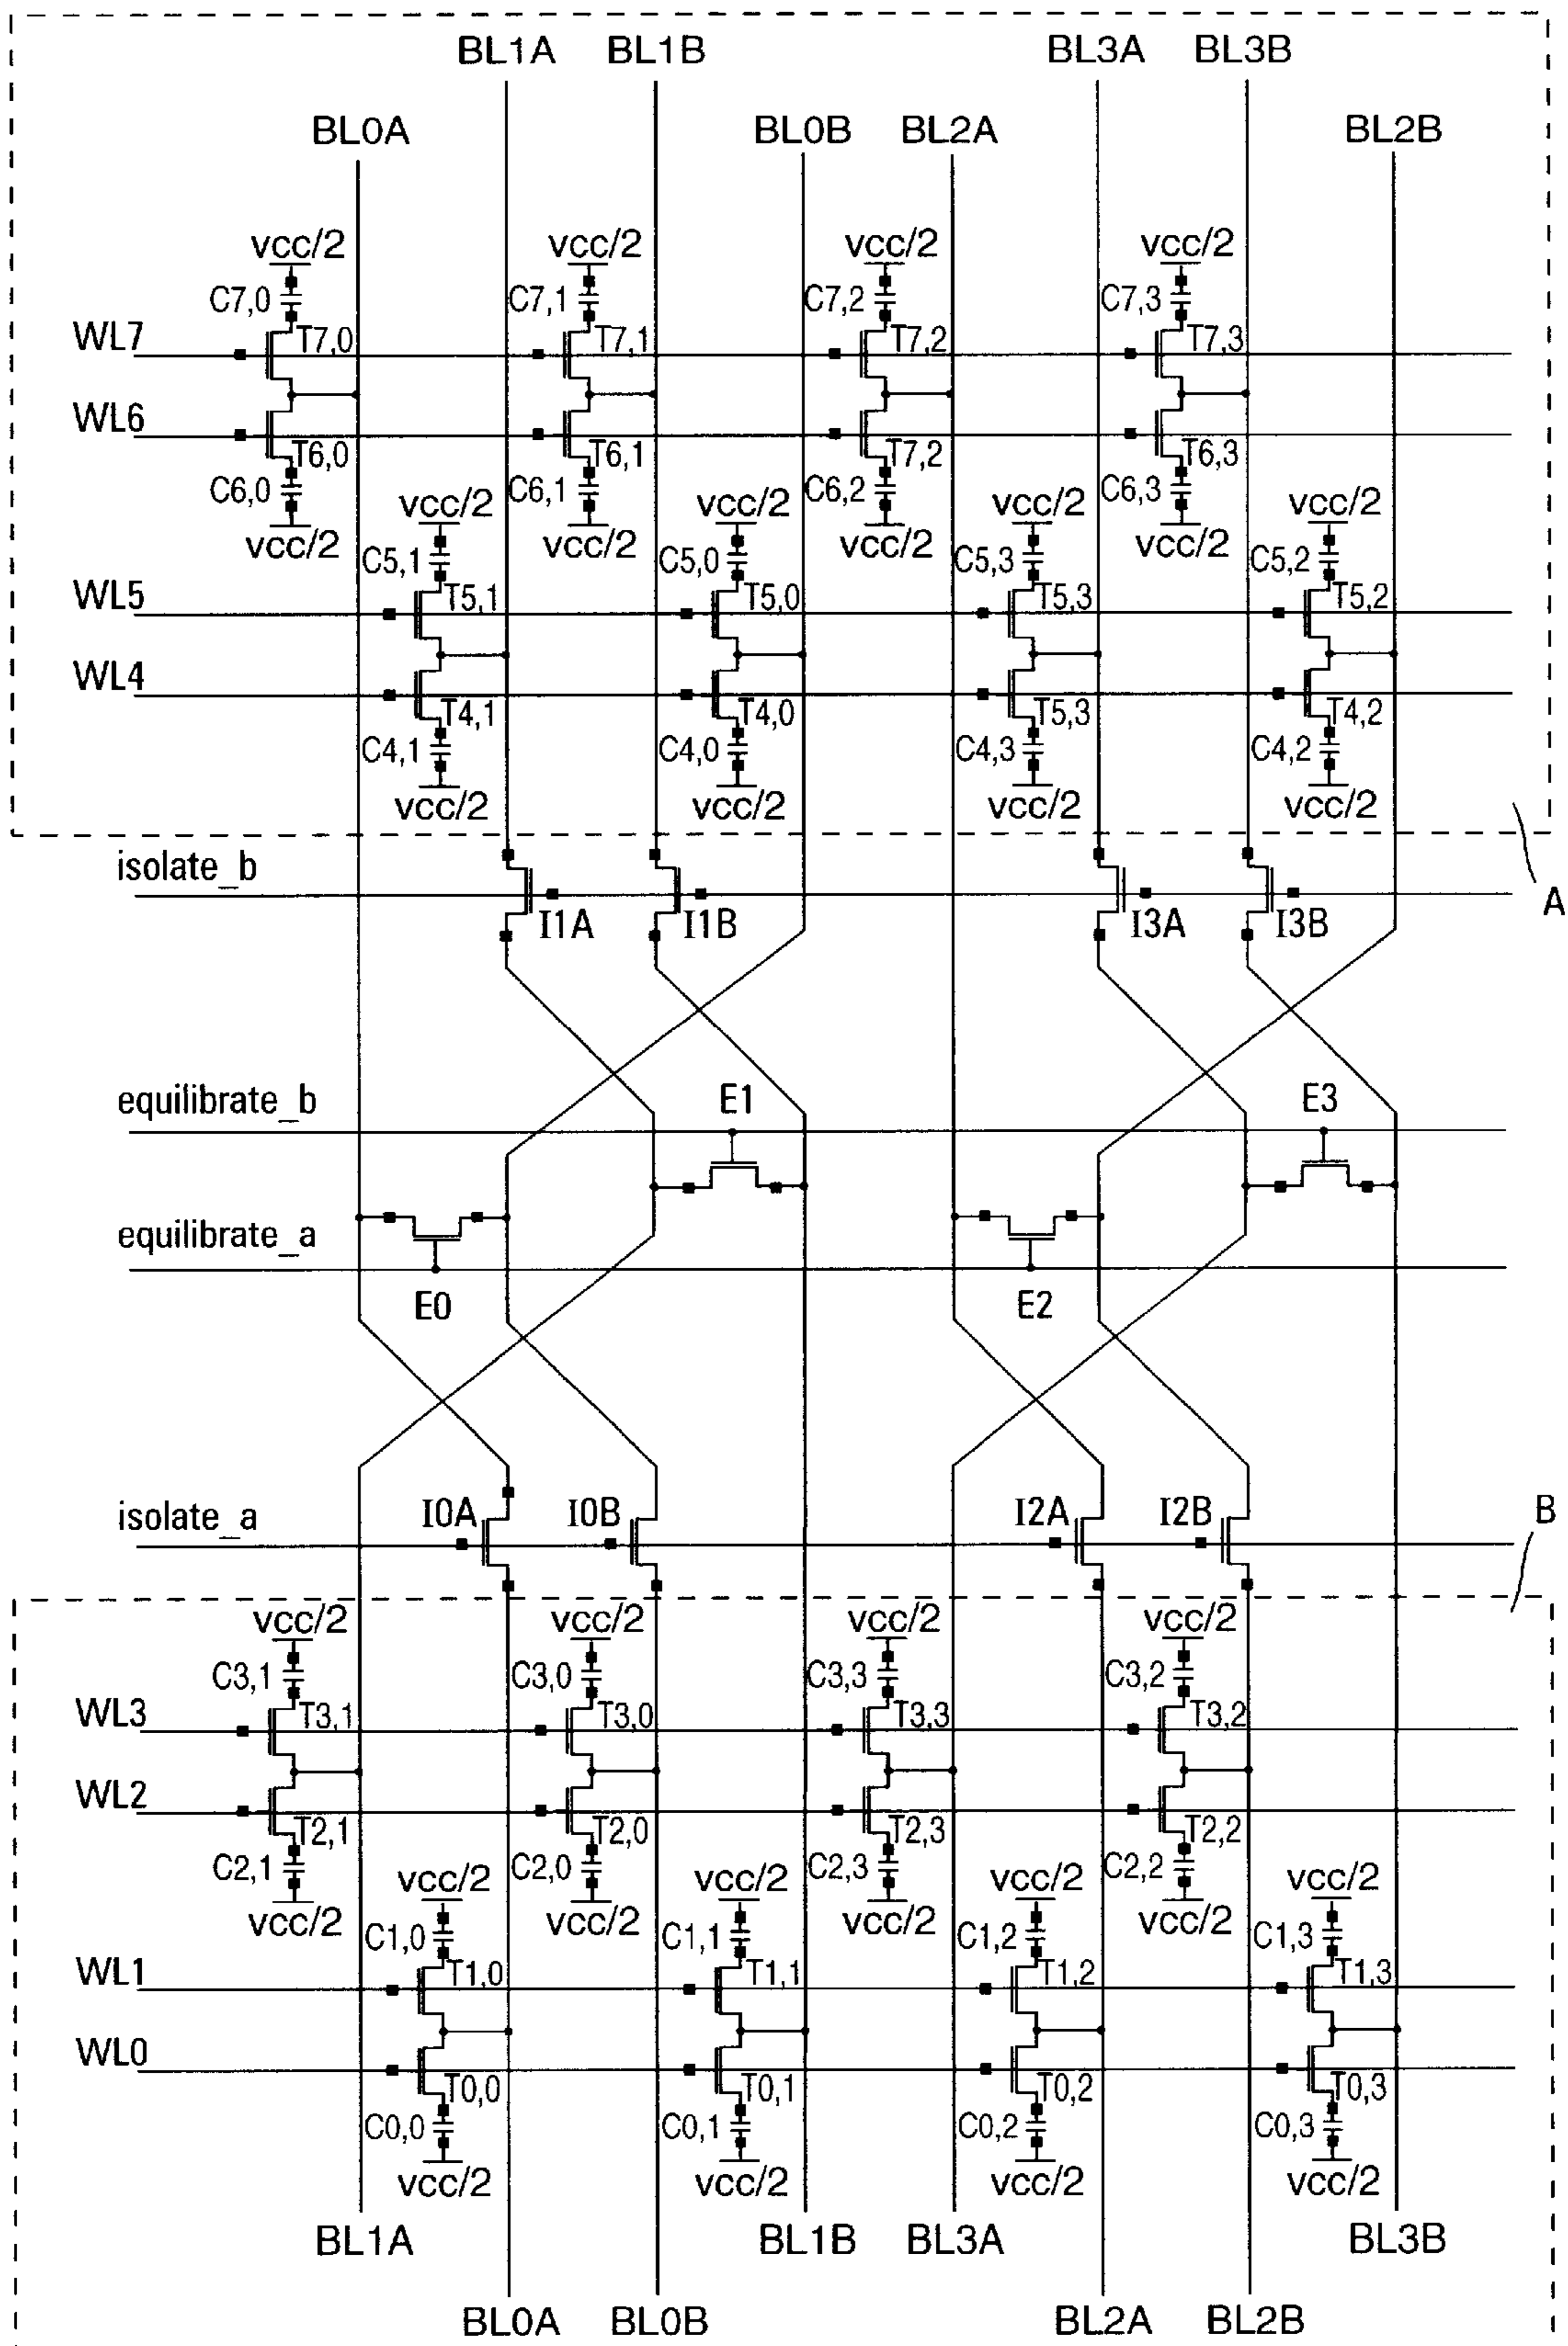 BL1A BL1B BL3A BL3B
BL0A BL0B BL2A BL2B
vcc/2 vcc/2 vcc/2 vcc/2
C7,0 C7,1 C7,2 C7,3
WL7 T7,0 T7,1 T7,2 T7,3
WL6 T6,0 T6,1 T7,2 T6,3
C6,0 C6,1 C6,2 C6,3
vcc/2 vcc/2 vcc/2 vcc/2
vcc/2 vcc/2 vcc/2 vcc/2
C5,1 C5,0 C5,3 C5,2
WL5 T5,1 T5,0 T5,3 T5,2
WL4 T4,1 T4,0 T5,3 T4,2
C4,1 C4,0 C4,3 C4,2
vcc/2 vcc/2 vcc/2 vcc/2
isolate_b
A
I1A I1B I3A I3B
equilibrate_b E1 E3
equilibrate_a
E0 E2
isolate_a I0A I0B I2A I2B B
vcc/2 vcc/2 vcc/2 vcc/2
C3,1 C3,0 C3,3 C3,2
WL3 T3,1 T3,0 T3,3 T3,2
WL2 T2,1 T2,0 T2,3 T2,2
C2,1 C2,0 C2,3 C2,2
vcc/2 vcc/2 vcc/2 vcc/2
vcc/2 vcc/2 vcc/2 vcc/2
C1,0 C1,1 C1,2 C1,3
WL1 T1,0 T1,1 T1,2 T1,3
WL0 T0,0 T0,1 T0,2 T0,3
C0,0 C0,1 C0,2 C0,3
vcc/2 vcc/2 vcc/2 vcc/2
BL1A BL1B BL3A BL3B
BL0A BL0B BL2A BL2B